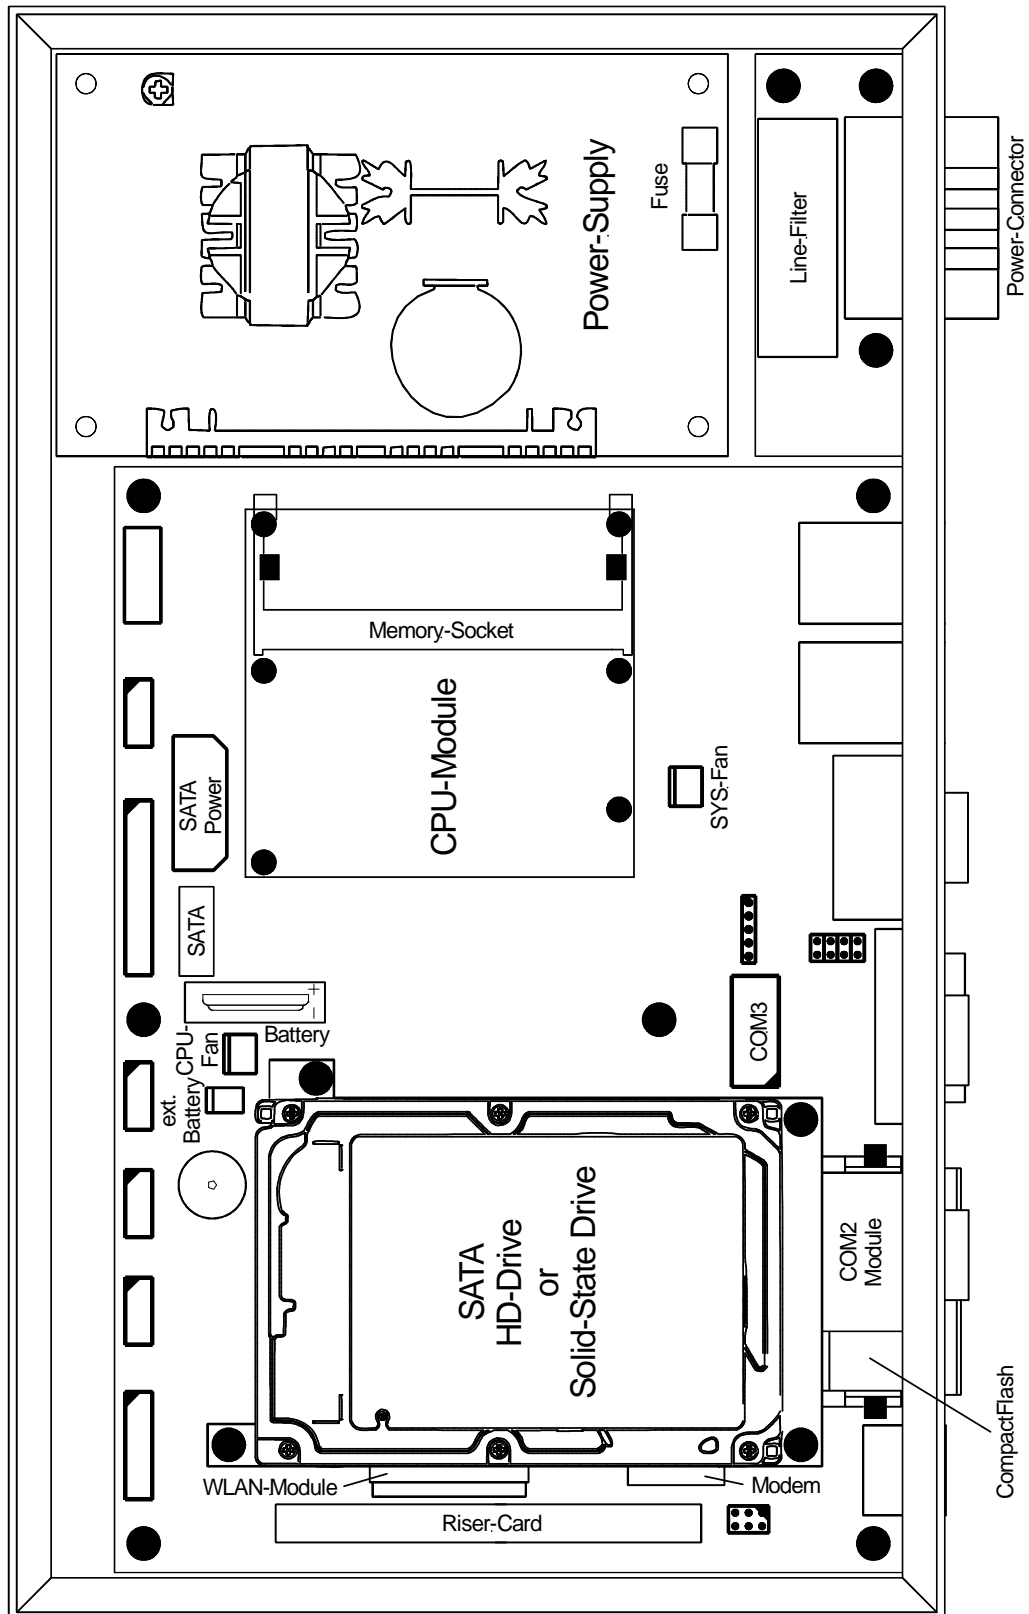 Power-Supply
Fuse
Line-Filter
Power-Connector
Memory-Socket
CPU-Module
SYS-Fan
SATA
Power
SATA
+
−
Battery
CPU-
Fan
ext.
Battery
COM3
SATA
HD-Drive
or
Solid-State Drive
COM2
Module
CompactFlash
WLAN-Module
Modem
Riser-Card